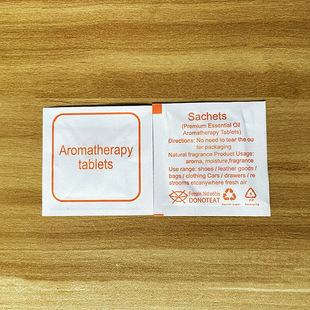 Aromatherapy
tablets
Sachets
(Premium Essential Oil
Aromatherapy Tablets)
Directions: No need to tear the ou
ter packaging
Natural fragrance Product Usage:
aroma, moisture,fragrance
Use range: shoes / leather goods /
bags / clothing Cars / drawers / re
strooms etcanywhere fresh air
DONOTEAT